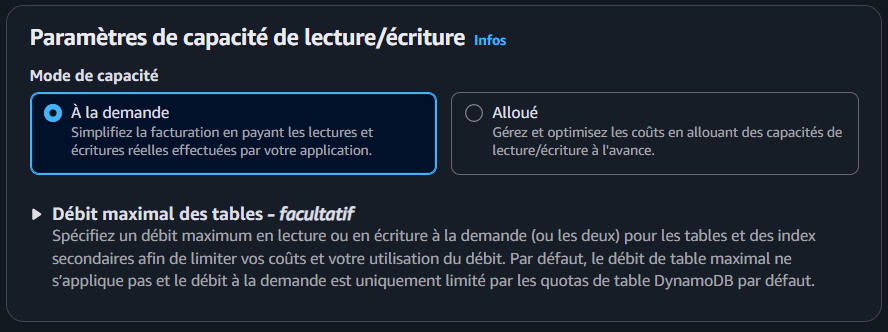 Paramètres de capacité de lecture/écriture Infos
Mode de capacité
À la demande
Simplifiez la facturation en payant les lectures et
écritures réelles effectuées par votre application.
Alloué
Gérez et optimisez les coûts en allouant des capacités de
lecture/écriture à l'avance.
Débit maximal des tables - facultatif
Spécifiez un débit maximum en lecture ou en écriture à la demande (ou les deux) pour les tables et des index
secondaires afin de limiter vos coûts et votre utilisation du débit. Par défaut, le débit de table maximal ne
s’applique pas et le débit à la demande est uniquement limité par les quotas de table DynamoDB par défaut.